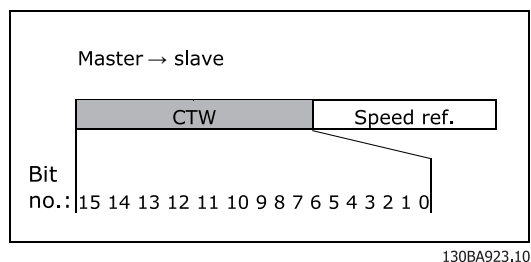 Master → slave
CTW Speed ref.
Bit
no.: 15 14 13 12 11 10 9 8 7 6 5 4 3 2 1 0
130BA923.10